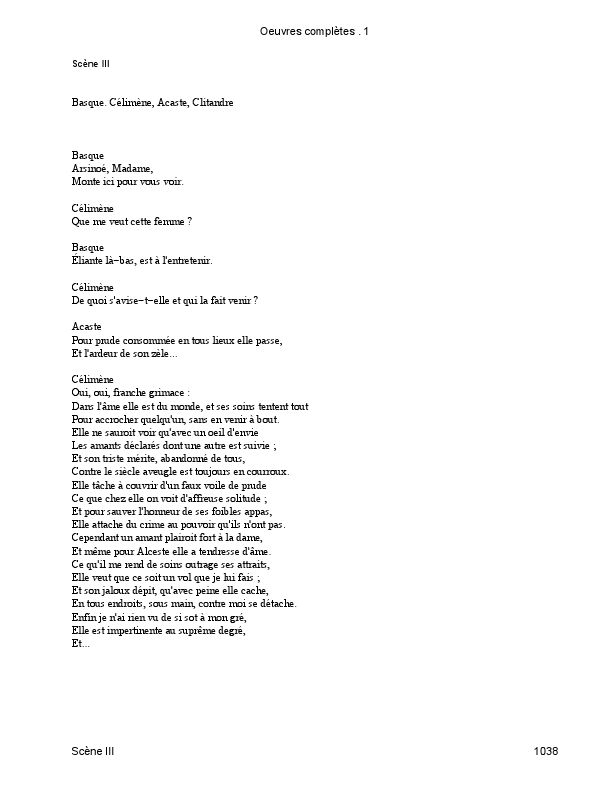 Oeuvres complètes . 1
Scène III
Basque. Célimène, Acaste, Clitandre
Basque
Arsinoé, Madame,
Monte ici pour vous voir.
Célimène
Que me veut cette femme ?
Basque
Éliante là−bas, est à l'entretenir.
Célimène
De quoi s'avise−t−elle et qui la fait venir ?
Acaste
Pour prude consommée en tous lieux elle passe,
Et l'ardeur de son zèle...
Célimène
Oui, oui, franche grimace :
Dans l'âme elle est du monde, et ses soins tentent tout
Pour accrocher quelqu'un, sans en venir à bout.
Elle ne sauroit voir qu'avec un oeil d'envie
Les amants déclarés dont une autre est suivie ;
Et son triste mérite, abandonné de tous,
Contre le siècle aveugle est toujours en courroux.
Elle tâche à couvrir d'un faux voile de prude
Ce que chez elle on voit d'affreuse solitude ;
Et pour sauver l'honneur de ses foibles appas,
Elle attache du crime au pouvoir qu'ils n'ont pas.
Cependant un amant plairoit fort à la dame,
Et même pour Alceste elle a tendresse d'âme.
Ce qu'il me rend de soins outrage ses attraits,
Elle veut que ce soit un vol que je lui fais ;
Et son jaloux dépit, qu'avec peine elle cache,
En tous endroits, sous main, contre moi se détache.
Enfin je n'ai rien vu de si sot à mon gré,
Elle est impertinente au suprême degré,
Et...
Scène III
1038